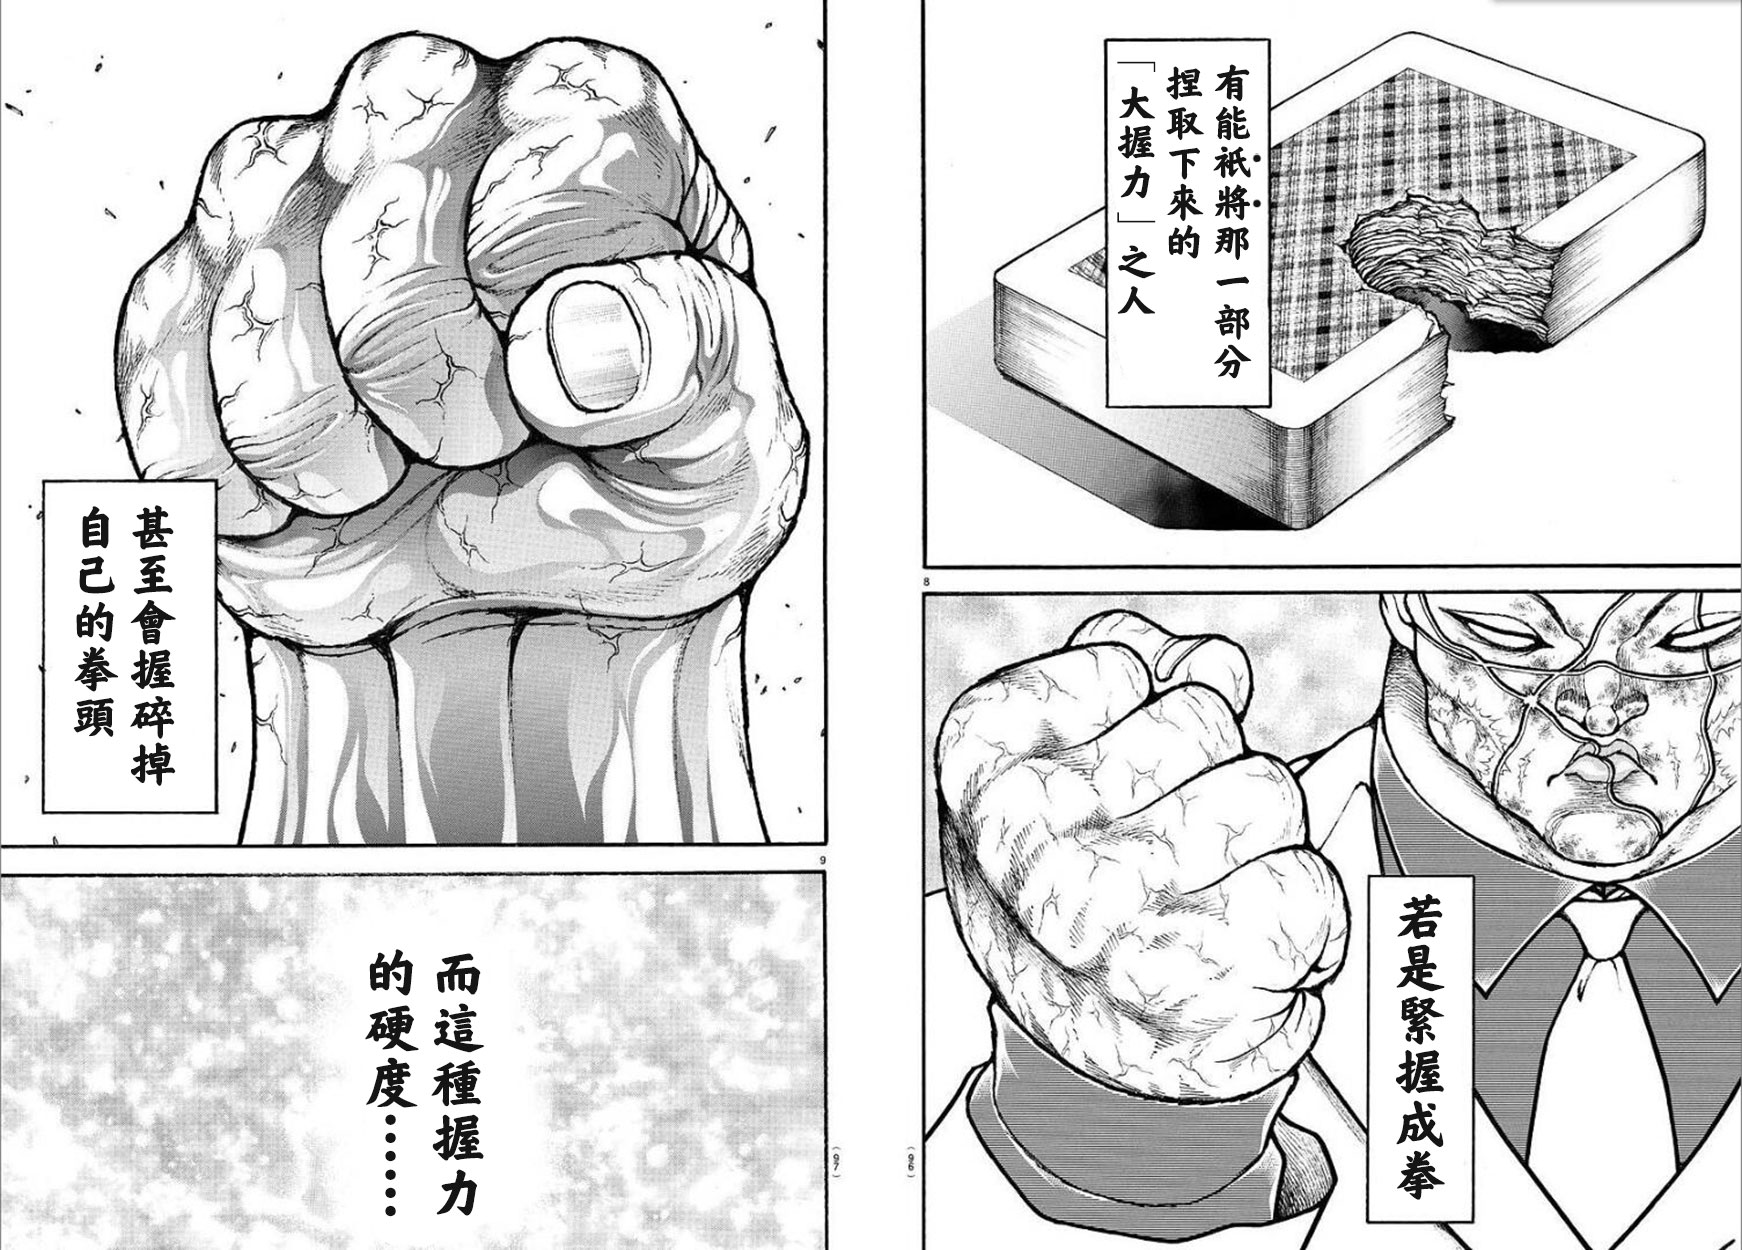 有能祇將那一部分
捏取下來的
「大握力」之人
8
若是緊握成拳
(96)
甚至會握碎掉
自己的拳頭
9
而這種握力
的硬度⋯⋯
(97)